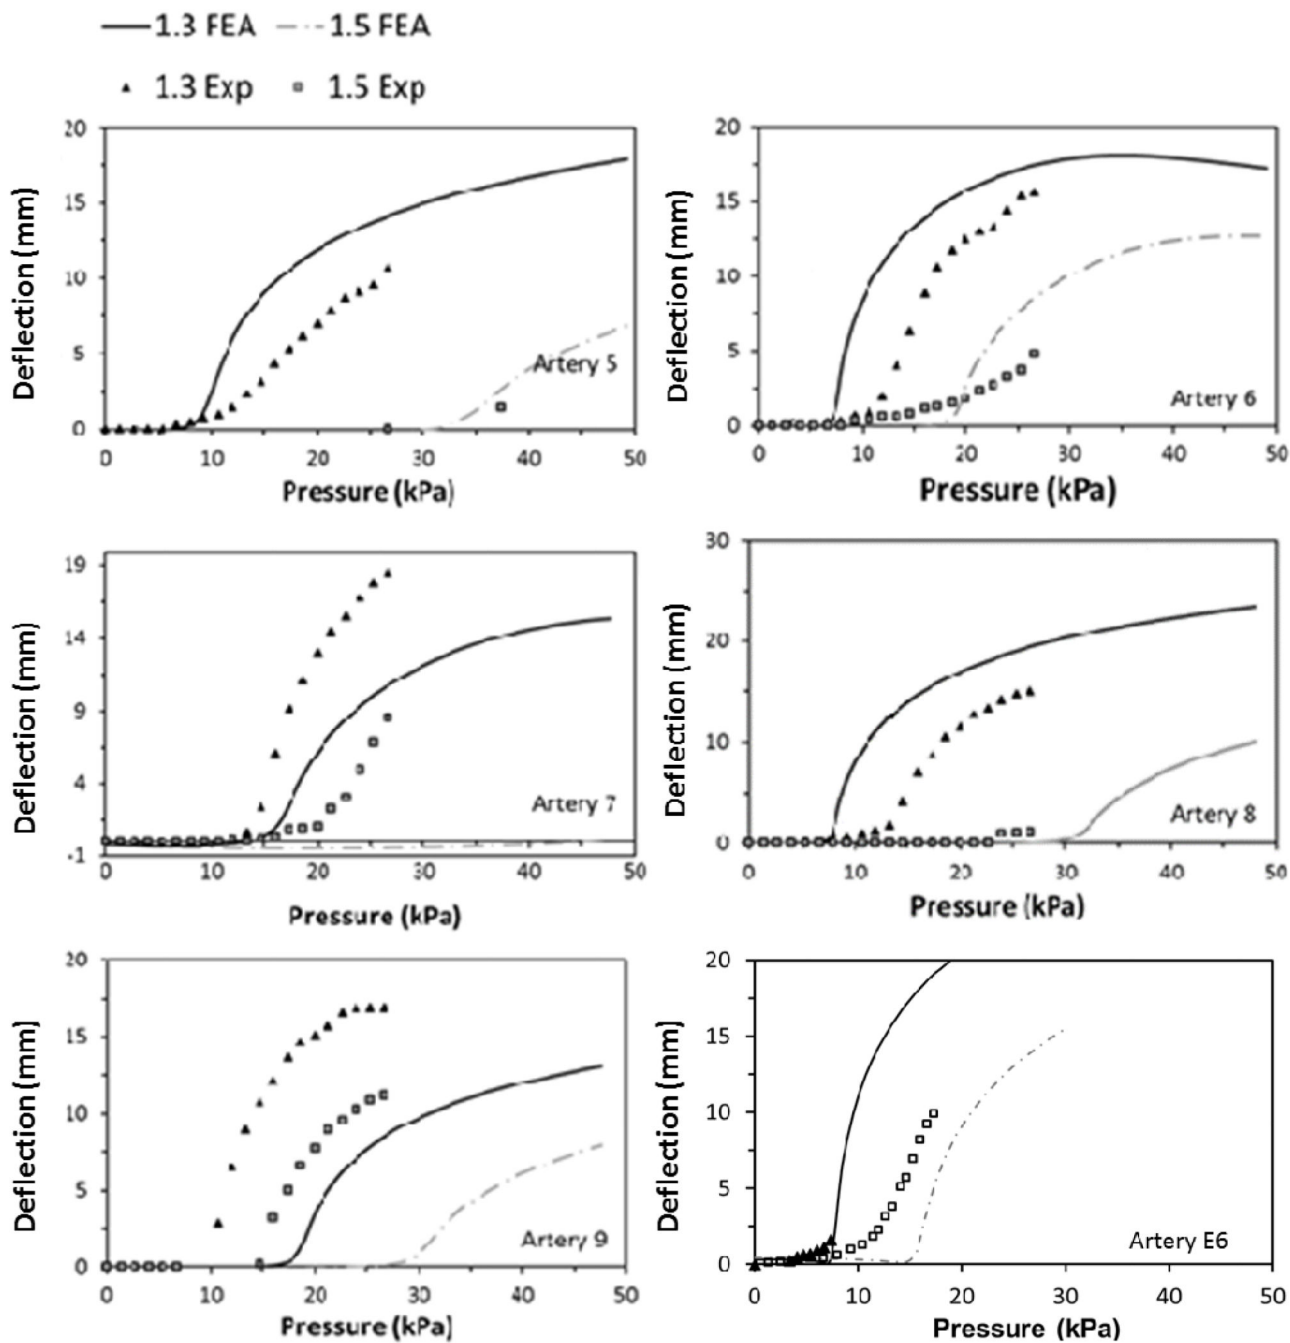 1.3 FEA 1.5 FEA
1.3 Exp 1.5 Exp
Deflection (mm)
20
15
10
5
0
Artery 5
0 10 20 30 40 50
Pressure (kPa)
Deflection (mm)
20
15
10
5
0
Artery 6
0 10 20 30 40 50
Pressure (kPa)
Deflection (mm)
19
14
9
4
-1
Artery 7
0 10 20 30 40 50
Pressure (kPa)
Deflection (mm)
30
20
10
0
Artery 8
0 10 20 30 40 50
Pressure (kPa)
Deflection (mm)
20
15
10
5
0
Artery 9
0 10 20 30 40 50
Pressure (kPa)
Deflection (mm)
20
15
10
5
0
Artery E6
0 10 20 30 40 50
Pressure (kPa)